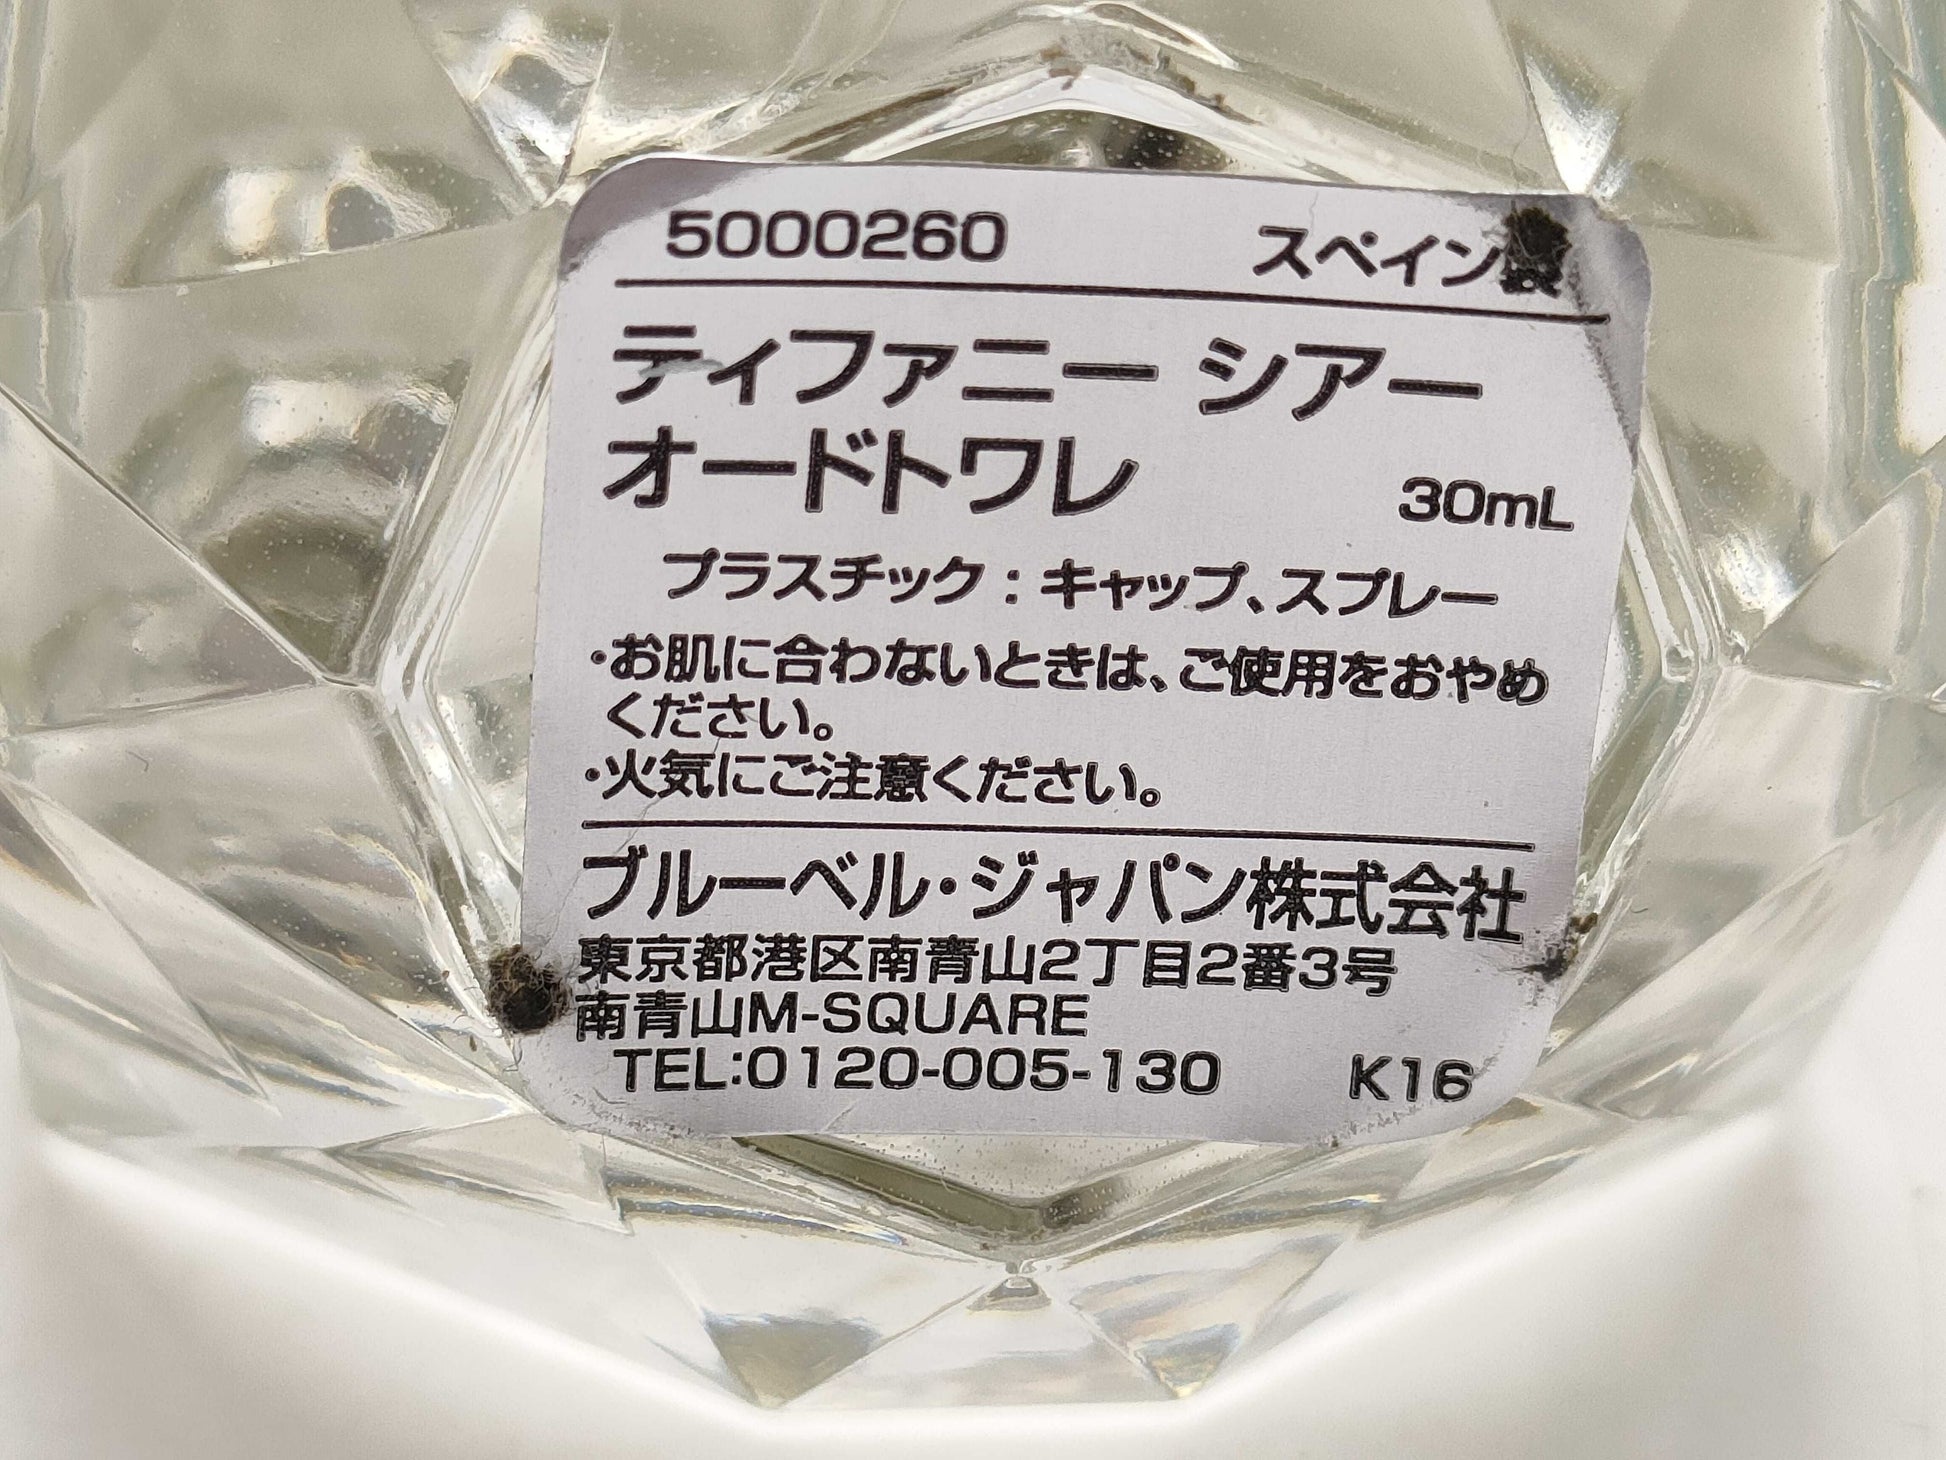 5000260 スペイン製
ティファニー シアー
オードトワレ 30mL
プラスチック：キャップ、スプレー
・お肌に合わないときは、ご使用をおやめ
ください。
・火気にご注意ください。
ブルーベル・ジャパン株式会社
東京都港区南青山2丁目2番3号
南青山M-SQUARE
TEL:0120-005-130 K16